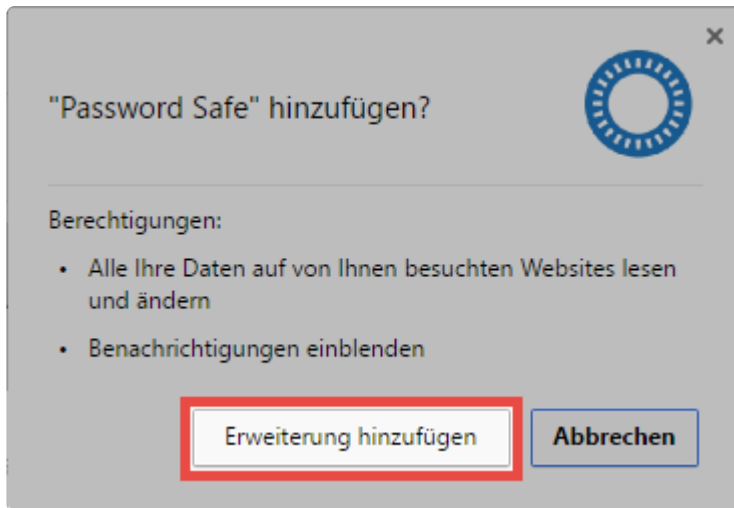 "Password Safe" hinzufügen?
Berechtigungen:
• Alle Ihre Daten auf von Ihnen besuchten Websites lesen
und ändern
• Benachrichtigungen einblenden
Erweiterung hinzufügen
Abbrechen